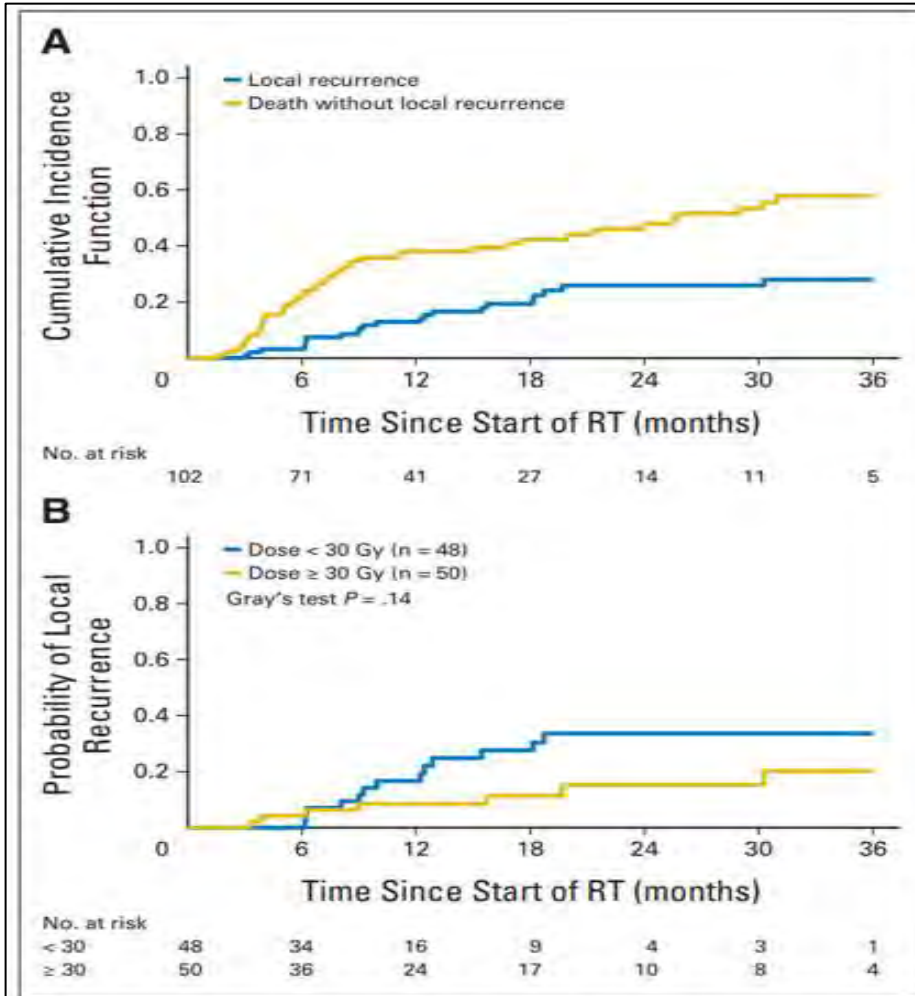 A
Cumulative Incidence
Function
1.0
0.8
0.6
0.4
0.2
Local recurrence
Death without local recurrence
0 6 12 18 24 30 36
Time Since Start of RT (months)
No. at risk
102 71 41 27 14 11 5
B
Probability of Local
Recurrence
1.0
0.8
0.6
0.4
0.2
Dose < 30 Gy (n = 48)
Dose ≥ 30 Gy (n = 50)
Gray's test P = .14
0 6 12 18 24 30 36
Time Since Start of RT (months)
No. at risk
< 30 48 34 16 9 4 3 1
≥ 30 50 36 24 17 10 8 4